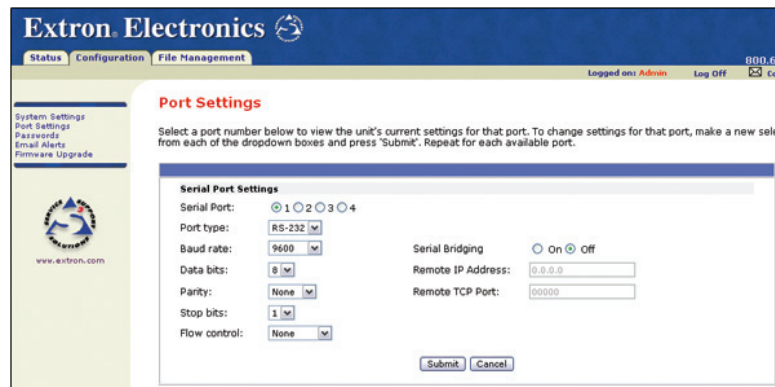 Extron. Electronics
Status Configuration File Management
800.6
Logged on: Admin Log Off
System Settings
Port Settings
Passwords
Email Alerts
Firmware Upgrade
SERVICE SUPPORT SOLUTIONS
www.extron.com
Port Settings
Select a port number below to view the unit's current settings for that port. To change settings for that port, make a new
from each of the dropdown boxes and press 'Submit'. Repeat for each available port.
Serial Port Settings
Serial Port: 1 2 3 4
Port type: RS-232
Baud rate: 9600 Serial Bridging On Off
Data bits: 8 Remote IP Address: 0.0.0.0
Parity: None Remote TCP Port: 00000
Stop bits: 1
Flow control: None
Submit Cancel